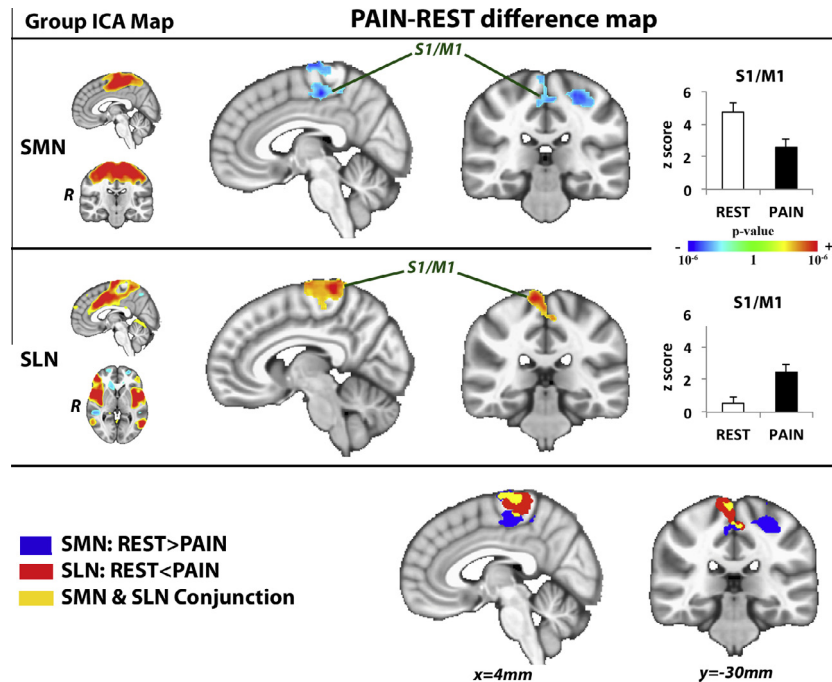 Group ICA Map
PAIN-REST difference map
SMN
R
S1/M1
S1/M1
z score
6
4
2
0
REST PAIN
p-value
- +
10-6 1 10-6
SLN
R
S1/M1
S1/M1
z score
6
4
2
0
REST PAIN
SMN: REST>PAIN
SLN: REST<PAIN
SMN & SLN Conjunction
x=4mm
y=-30mm